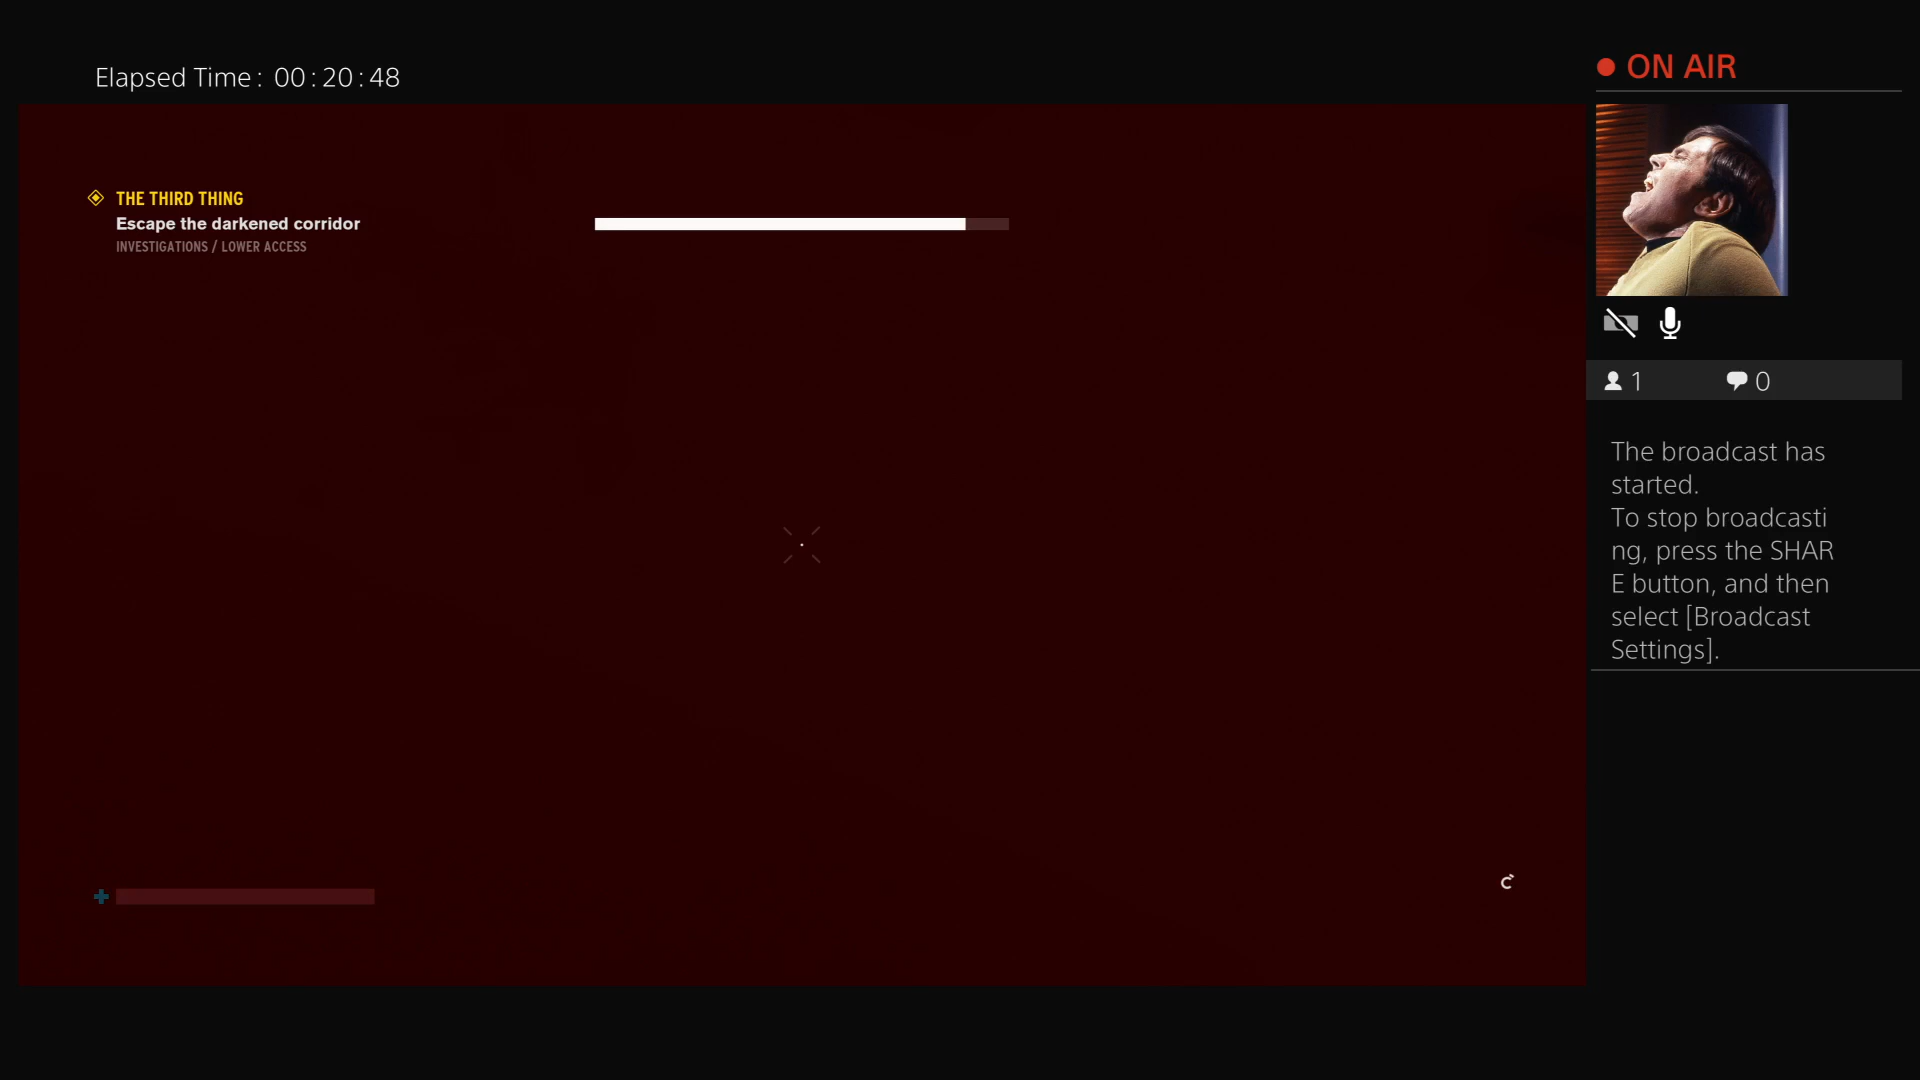 Elapsed Time : 00 : 20 : 48
ON AIR
THE THIRD THING
Escape the darkened corridor
INVESTIGATIONS / LOWER ACCESS
1
0
The broadcast has
started.
To stop broadcasti
ng, press the SHAR
E button, and then
select [Broadcast
Settings].